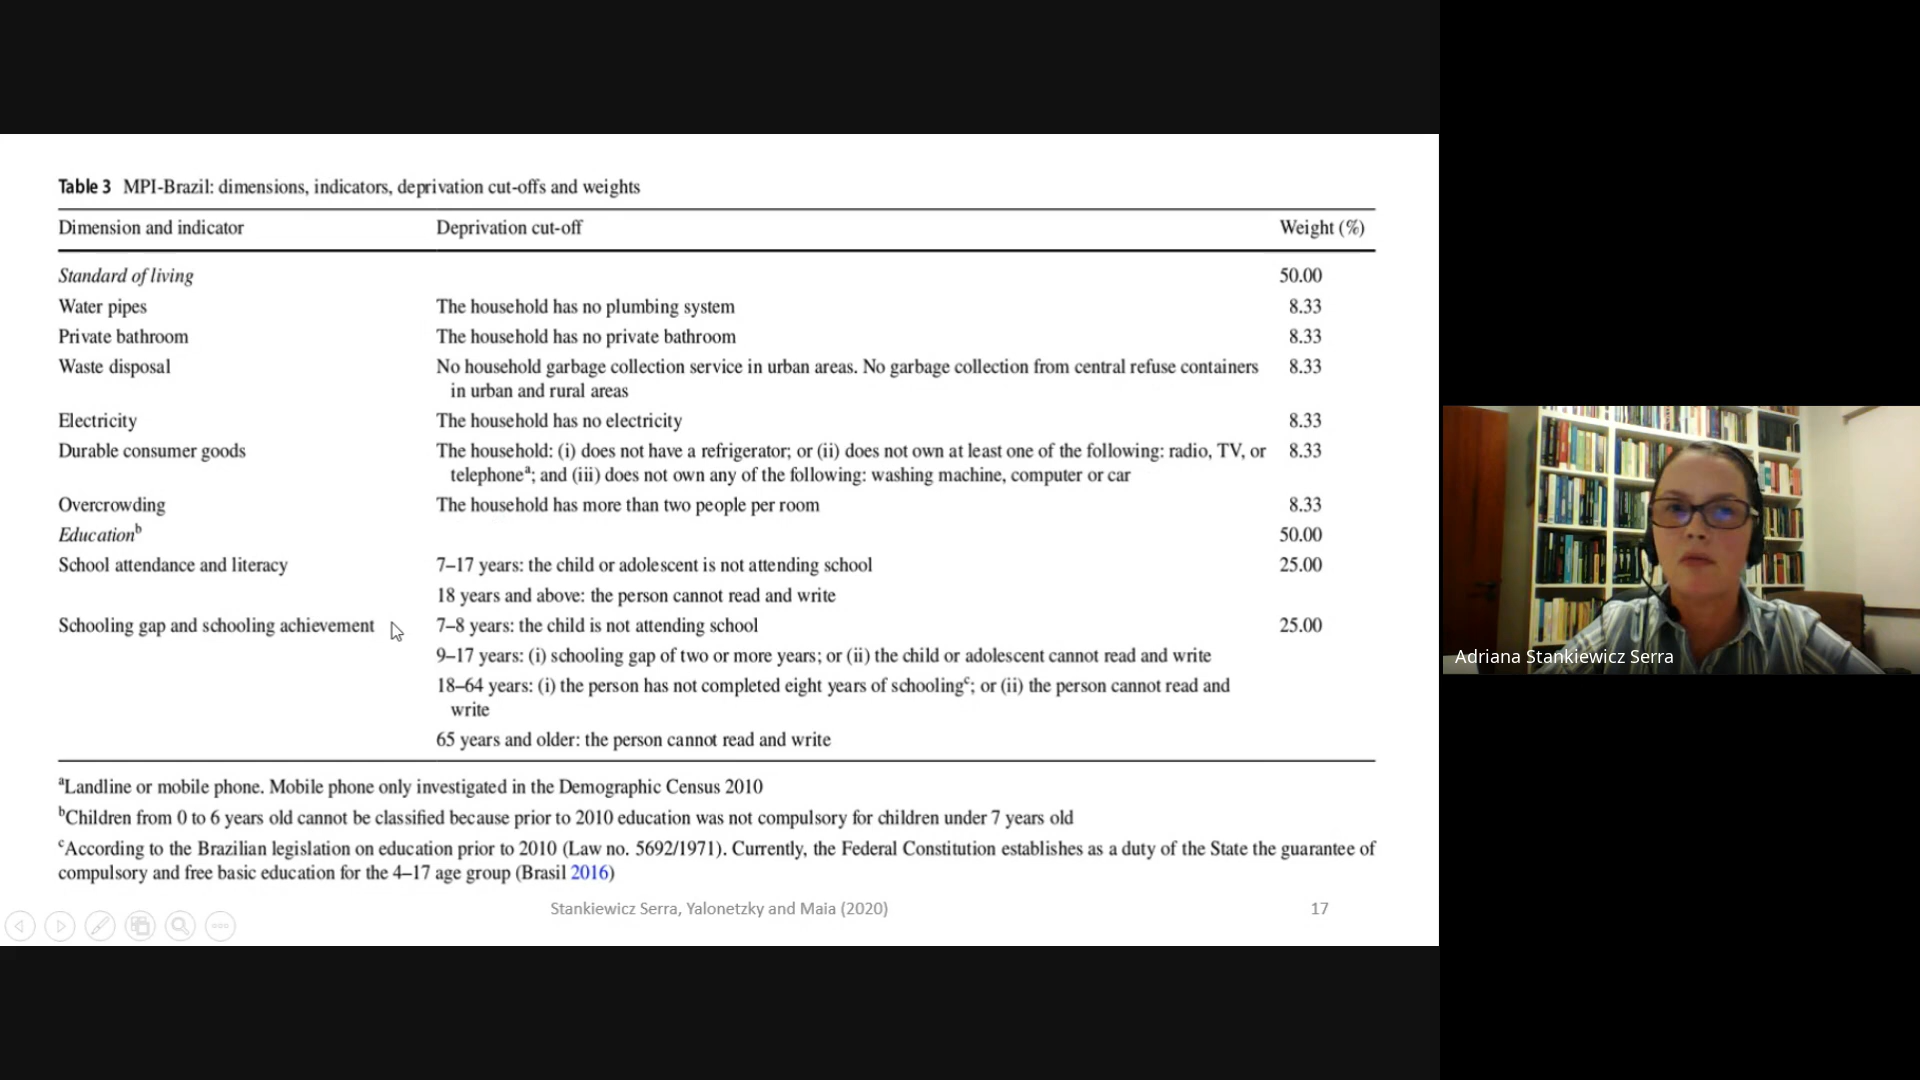 Table 3 MPI-Brazil: dimensions, indicators, deprivation cut-offs and weights
Dimension and indicator Deprivation cut-off Weight (%)
Standard of living 50.00
Water pipes The household has no plumbing system 8.33
Private bathroom The household has no private bathroom 8.33
Waste disposal No household garbage collection service in urban areas. No garbage collection from central refuse containers 8.33
in urban and rural areas
Electricity The household has no electricity 8.33
Durable consumer goods The household: (i) does not have a refrigerator; or (ii) does not own at least one of the following: radio, TV, or 8.33
telephoneᵃ; and (iii) does not own any of the following: washing machine, computer or car
Overcrowding The household has more than two people per room 8.33
Educationᵇ 50.00
School attendance and literacy 7–17 years: the child or adolescent is not attending school 25.00
18 years and above: the person cannot read and write
Schooling gap and schooling achievement 7–8 years: the child is not attending school 25.00
9–17 years: (i) schooling gap of two or more years; or (ii) the child or adolescent cannot read and write
18–64 years: (i) the person has not completed eight years of schoolingᶜ; or (ii) the person cannot read and
write
65 years and older: the person cannot read and write
ᵃLandline or mobile phone. Mobile phone only investigated in the Demographic Census 2010
ᵇChildren from 0 to 6 years old cannot be classified because prior to 2010 education was not compulsory for children under 7 years old
ᶜAccording to the Brazilian legislation on education prior to 2010 (Law no. 5692/1971). Currently, the Federal Constitution establishes as a duty of the State the guarantee of
compulsory and free basic education for the 4–17 age group (Brasil 2016)
Stankiewicz Serra, Yalonetzky and Maia (2020) 17
Adriana Stankiewicz Serra